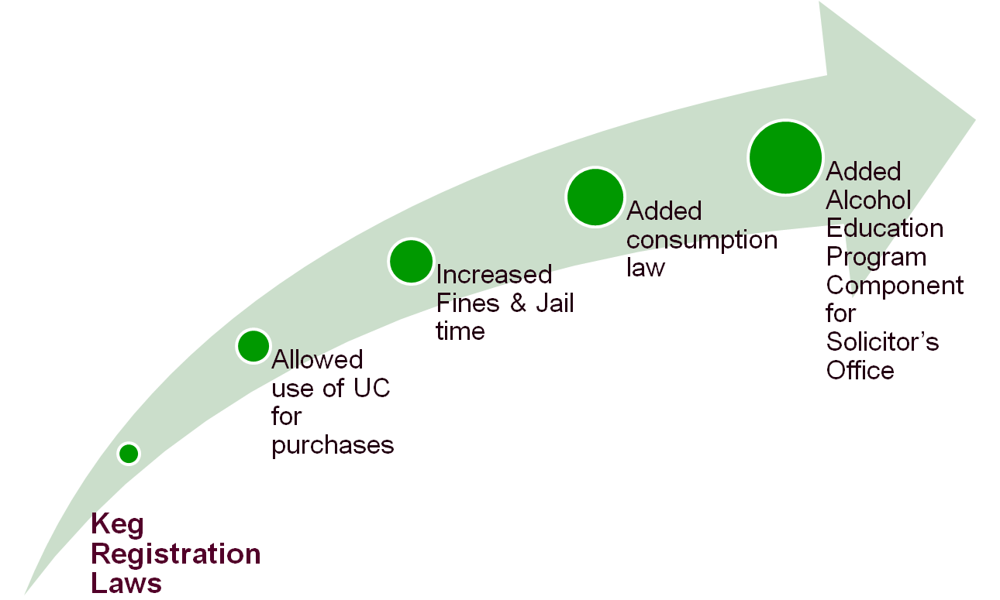 Keg
Registration
Laws
Allowed
use of UC
for
purchases
Increased
Fines & Jail
time
Added
consumption
law
Added
Alcohol
Education
Program
Component
for
Solicitor’s
Office